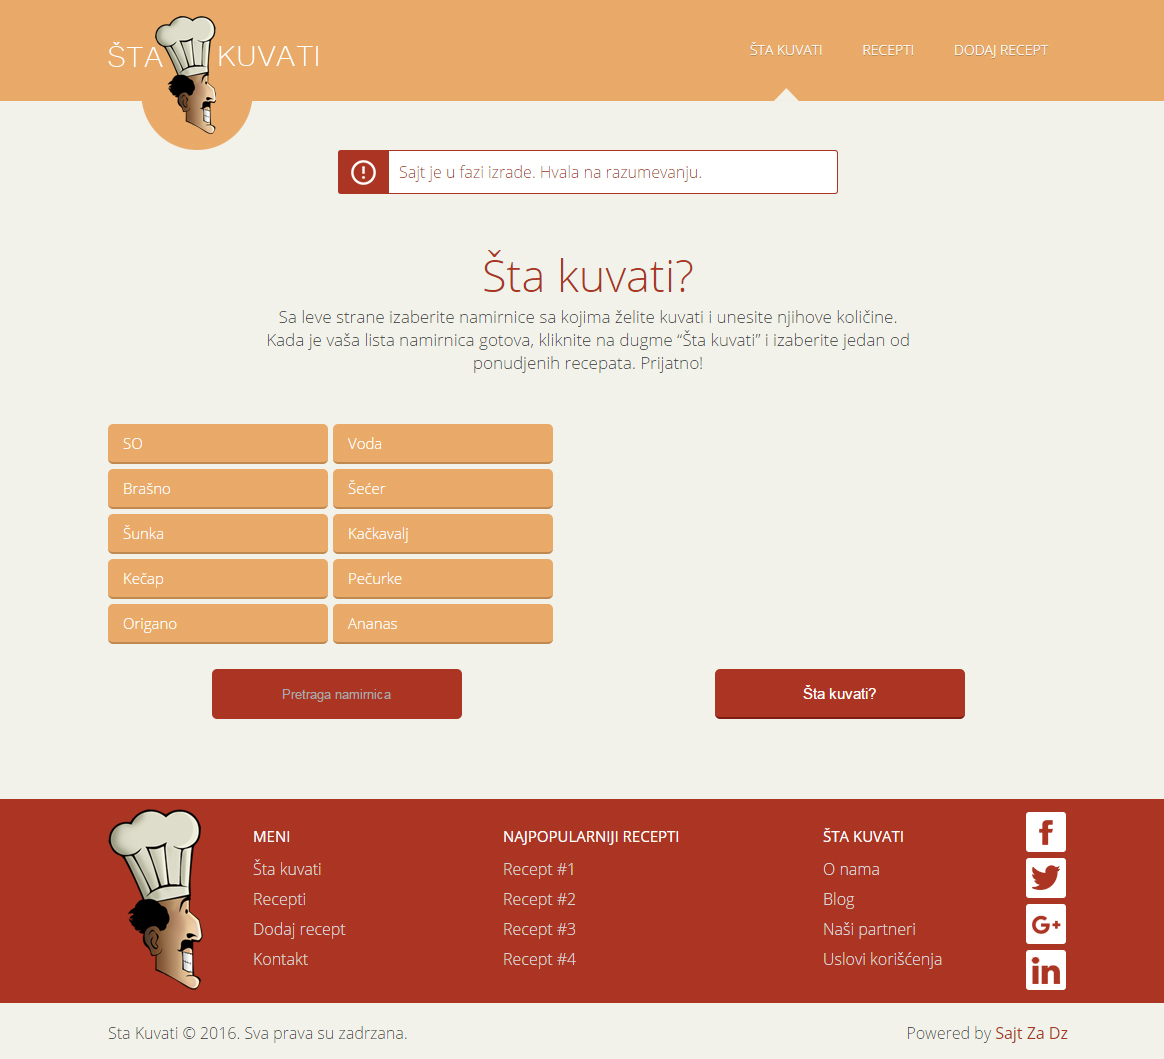 ŠTA KUVATI
ŠTA KUVATI RECEPTI DODAJ RECEPT
Sajt je u fazi izrade. Hvala na razumevanju.
Šta kuvati?
Sa leve strane izaberite namirnice sa kojima želite kuvati i unesite njihove količine.
Kada je vaša lista namirnica gotova, kliknite na dugme “Šta kuvati” i izaberite jedan od
ponudjenih recepata. Prijatno!
SO Voda
Brašno Šećer
Šunka Kačkavalj
Kečap Pečurke
Origano Ananas
Pretraga namirnica Šta kuvati?
MENI
Šta kuvati
Recepti
Dodaj recept
Kontakt
NAJPOPULARNIJI RECEPTI
Recept #1
Recept #2
Recept #3
Recept #4
ŠTA KUVATI
O nama
Blog
Naši partneri
Uslovi korišćenja
f
G+
in
Sta Kuvati © 2016. Sva prava su zadrzana.
Powered by Sajt Za Dz